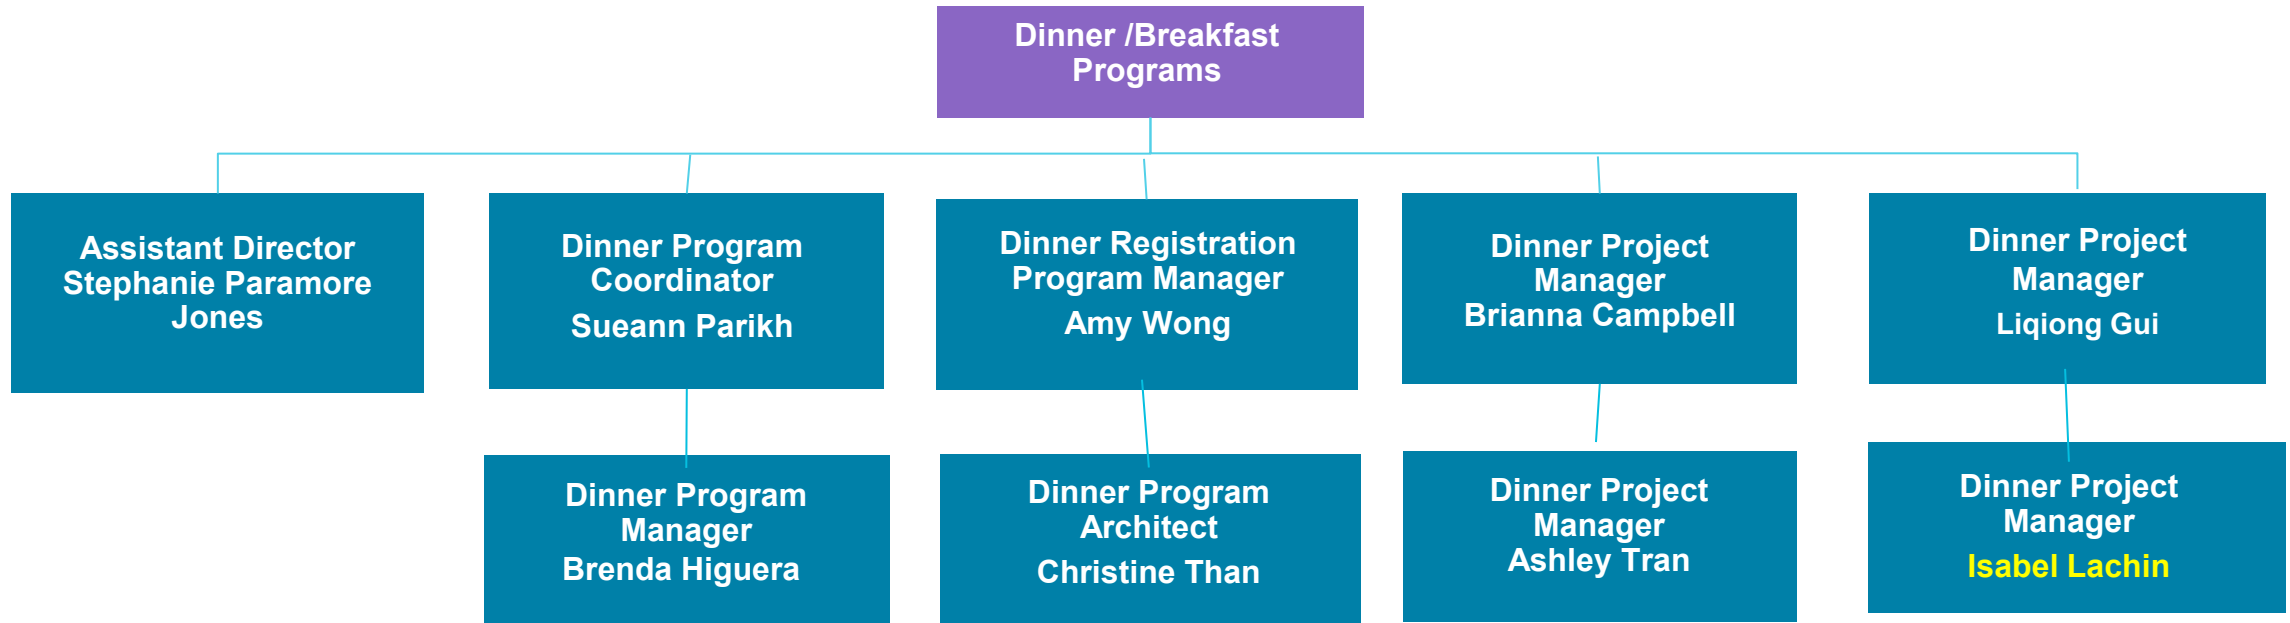 Dinner /Breakfast
Programs
Assistant Director
Stephanie Paramore
Jones
Dinner Program
Coordinator
Sueann Parikh
Dinner Registration
Program Manager
Amy Wong
Dinner Project
Manager
Brianna Campbell
Dinner Project
Manager
Liqiong Gui
Dinner Program
Manager
Brenda Higuera
Dinner Program
Architect
Christine Than
Dinner Project
Manager
Ashley Tran
Dinner Project
Manager
Isabel Lachin